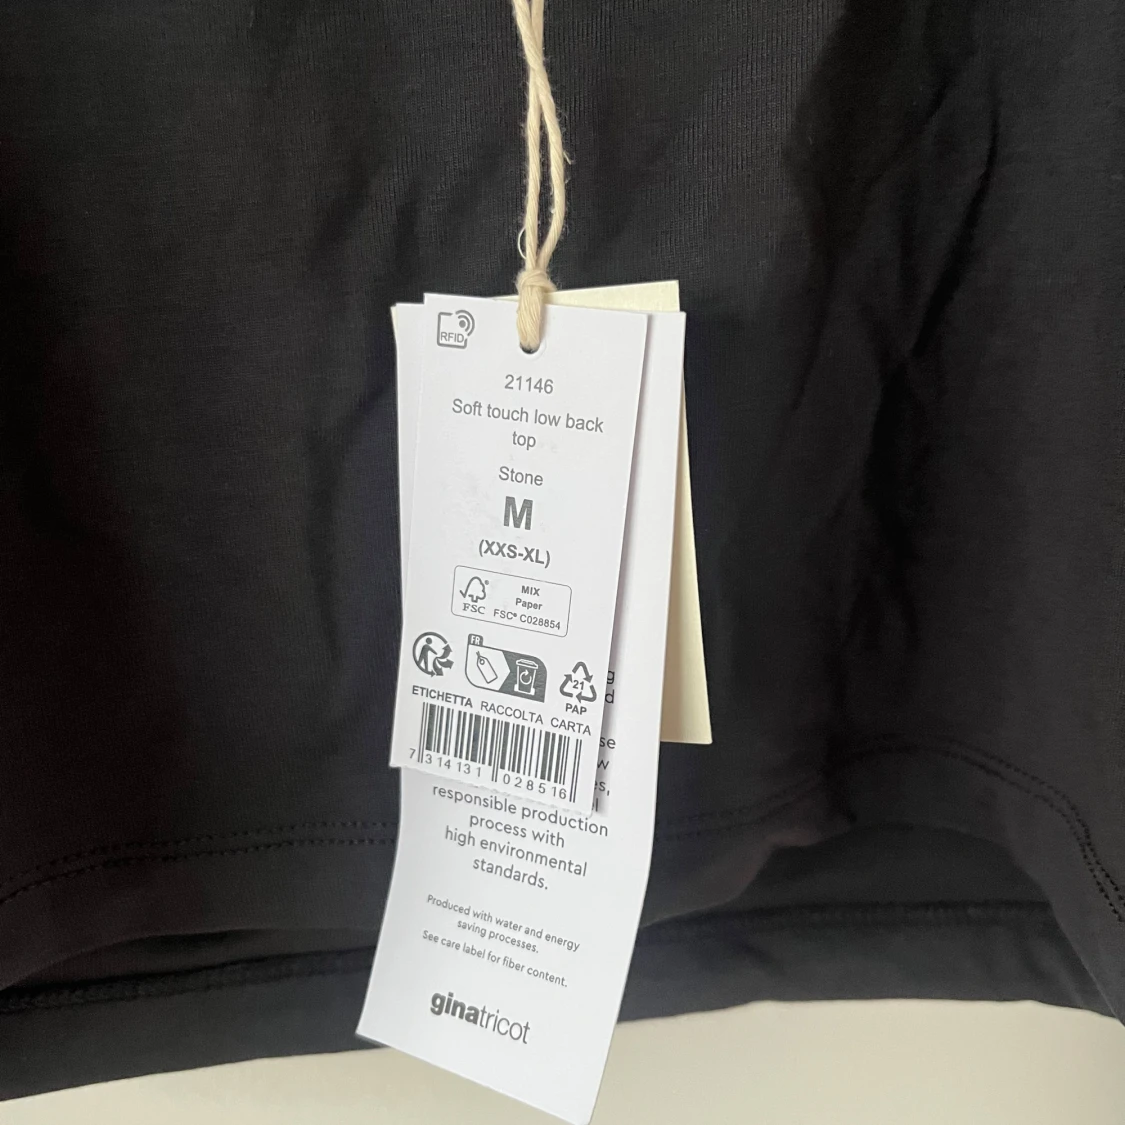 RFID
21146
Soft touch low back
top
Stone
M
(XXS-XL)
MIX
Paper
FSC® C028854
FSC
FR
21
PAP
ETICHETTA RACCOLTA CARTA
7 314131 028516
responsible production
process with
high environmental
standards.
Produced with water and energy
saving processes.
See care label for fiber content.
ginatricot